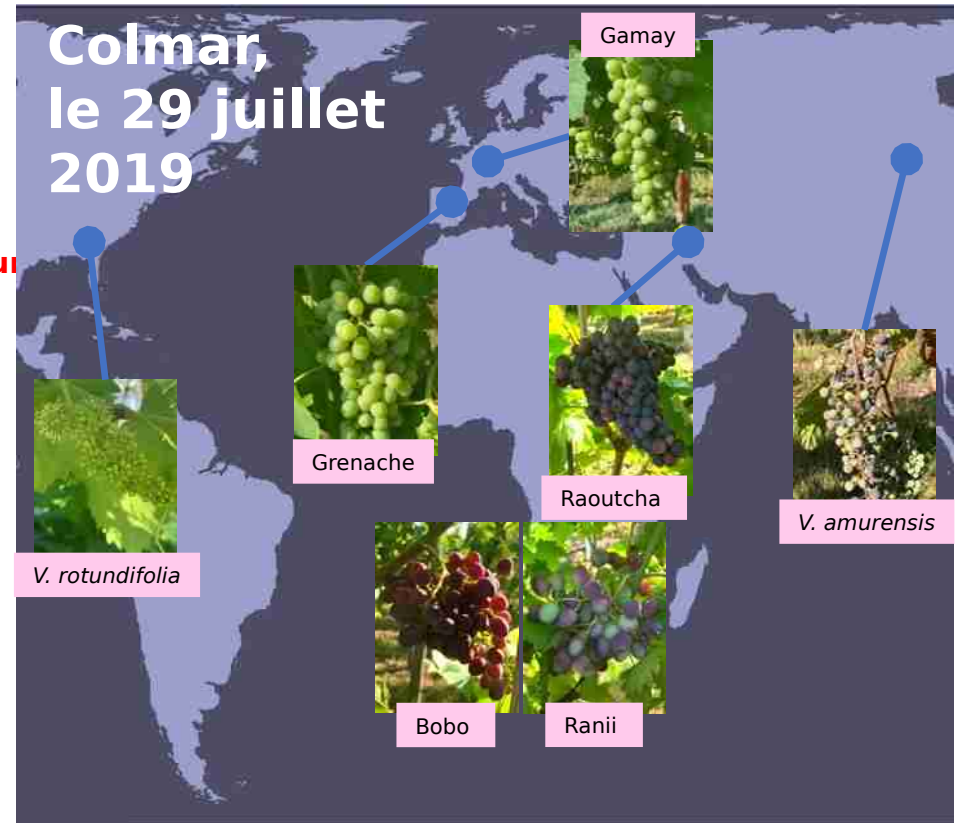 Colmar,
le 29 juillet
2019
Gamay
Grenache
Raoutcha
V. amurensis
V. rotundifolia
Bobo
Ranii